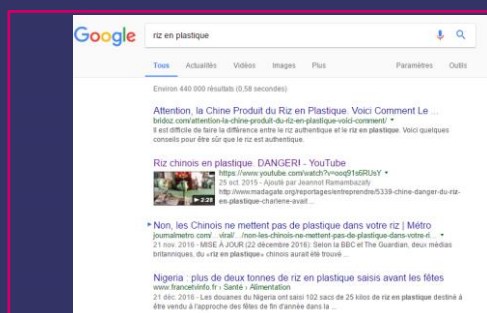 Google
riz en plastique
Tous Actualités Vidéos Images Plus Paramètres Outils
Environ 440 000 résultats (0,58 secondes)
Attention, la Chine Produit du Riz en Plastique. Voici Comment Le ...
bridoz.com/attention-la-chine-produit-du-riz-en-plastique-voici-comment/
Il est difficile de faire la différence entre le riz authentique et le riz en plastique. Voici quelques
conseils pour être sûr que le riz est authentique.
Riz chinois en plastique. DANGER! - YouTube
https://www.youtube.com/watch?v=ooq91s6RUsY
25 oct. 2015 - Ajouté par Jeannot Ramambazafy
http://www.madagate.org/reportages/entreprendre/5339-chine-danger-du-riz-
en-plastique-charlene-avait ...
2:28
Non, les Chinois ne mettent pas de plastique dans votre riz | Métro
journalmetro.com/.../viral/.../non-les-chinois-ne-mettent-pas-de-plastique-dans-votre-ri...
21 nov. 2016 - MISE À JOUR (22 décembre 2016): Selon la BBC et The Guardian, deux médias
britanniques, du «riz en plastique» chinois aurait été trouvé ...
Nigeria : plus de deux tonnes de riz en plastique saisis avant les fêtes
www.francetvinfo.fr › Santé › Alimentation
21 déc. 2016 - Les douanes du Nigeria ont saisi 102 sacs de 25 kilos de riz en plastique destiné à
être vendu à l'approche des fêtes de fin d'année dans la ...